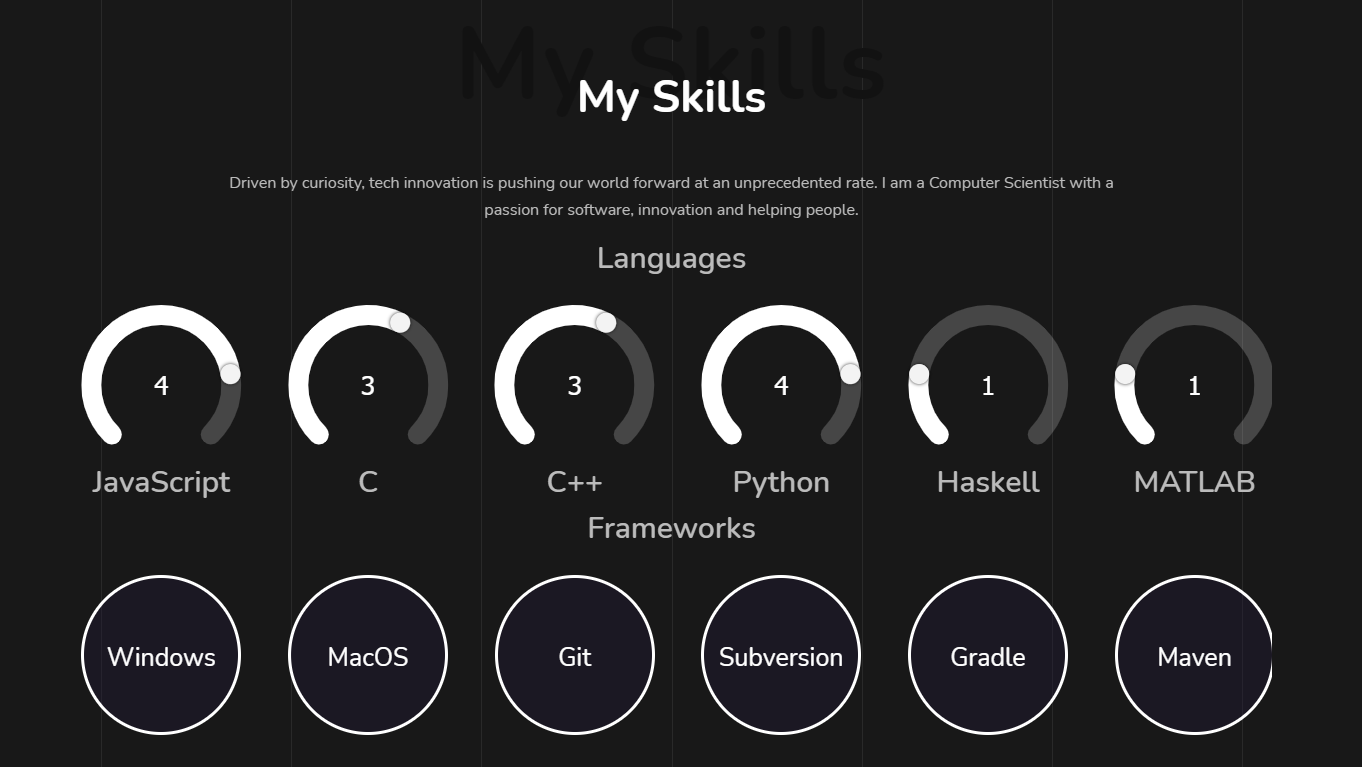 My Skills
My Skills
Driven by curiosity, tech innovation is pushing our world forward at an unprecedented rate. I am a Computer Scientist with a
passion for software, innovation and helping people.
Languages
4 3 3 4 1 1
JavaScript C C++ Python Haskell MATLAB
Frameworks
Windows MacOS Git Subversion Gradle Maven